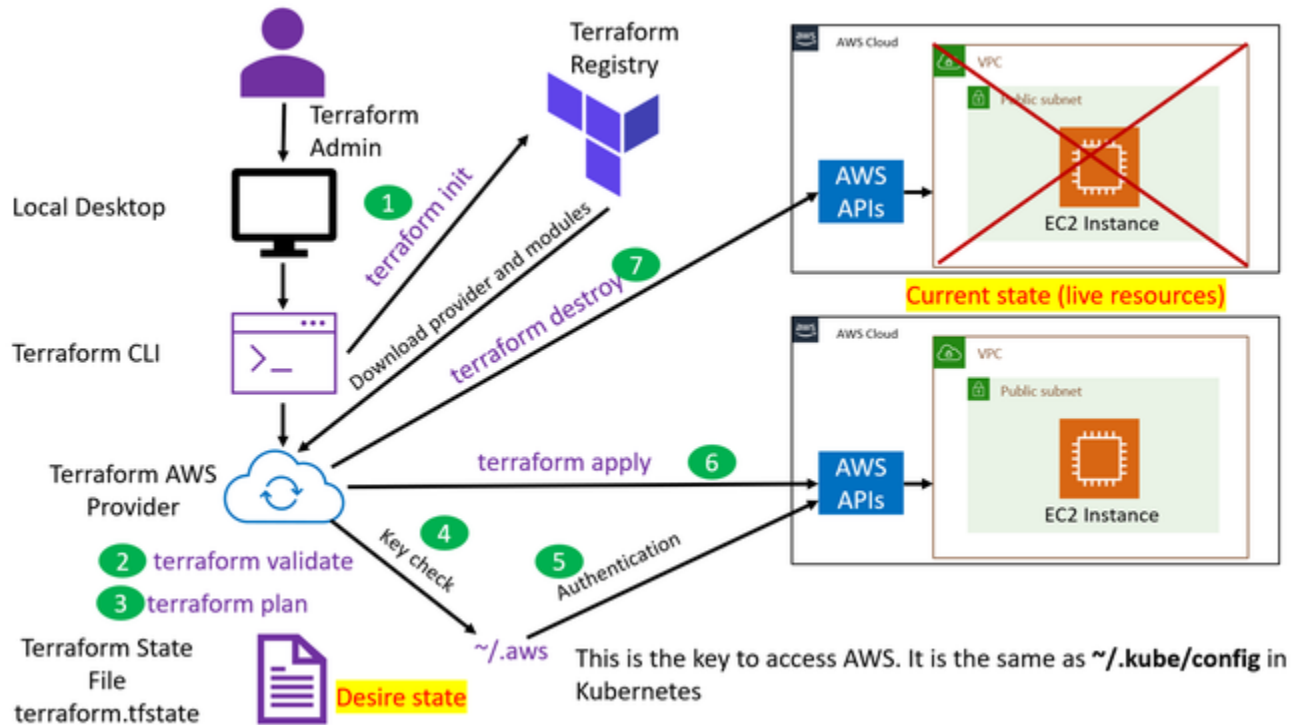 Terraform
Admin
Local Desktop
Terraform CLI
Terraform AWS
Provider
1
terraform init
Terraform
Registry
Download provider and modules
2 terraform validate
3 terraform plan
Terraform State
File
terraform.tfstate
Desire state
4
Key check
~/.aws
5
Authentication
terraform apply
6
terraform destroy
7
aws
AWS Cloud
VPC
Public subnet
AWS
APIs
EC2 Instance
Current state (live resources)
aws
AWS Cloud
VPC
Public subnet
AWS
APIs
EC2 Instance
This is the key to access AWS. It is the same as ~/.kube/config in
Kubernetes